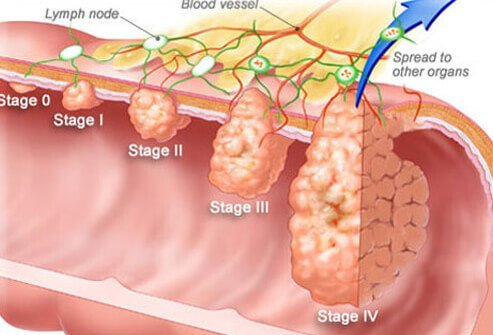 Lymph node
Blood vessel
Spread to
other organs
Stage 0
Stage I
Stage II
Stage III
Stage IV